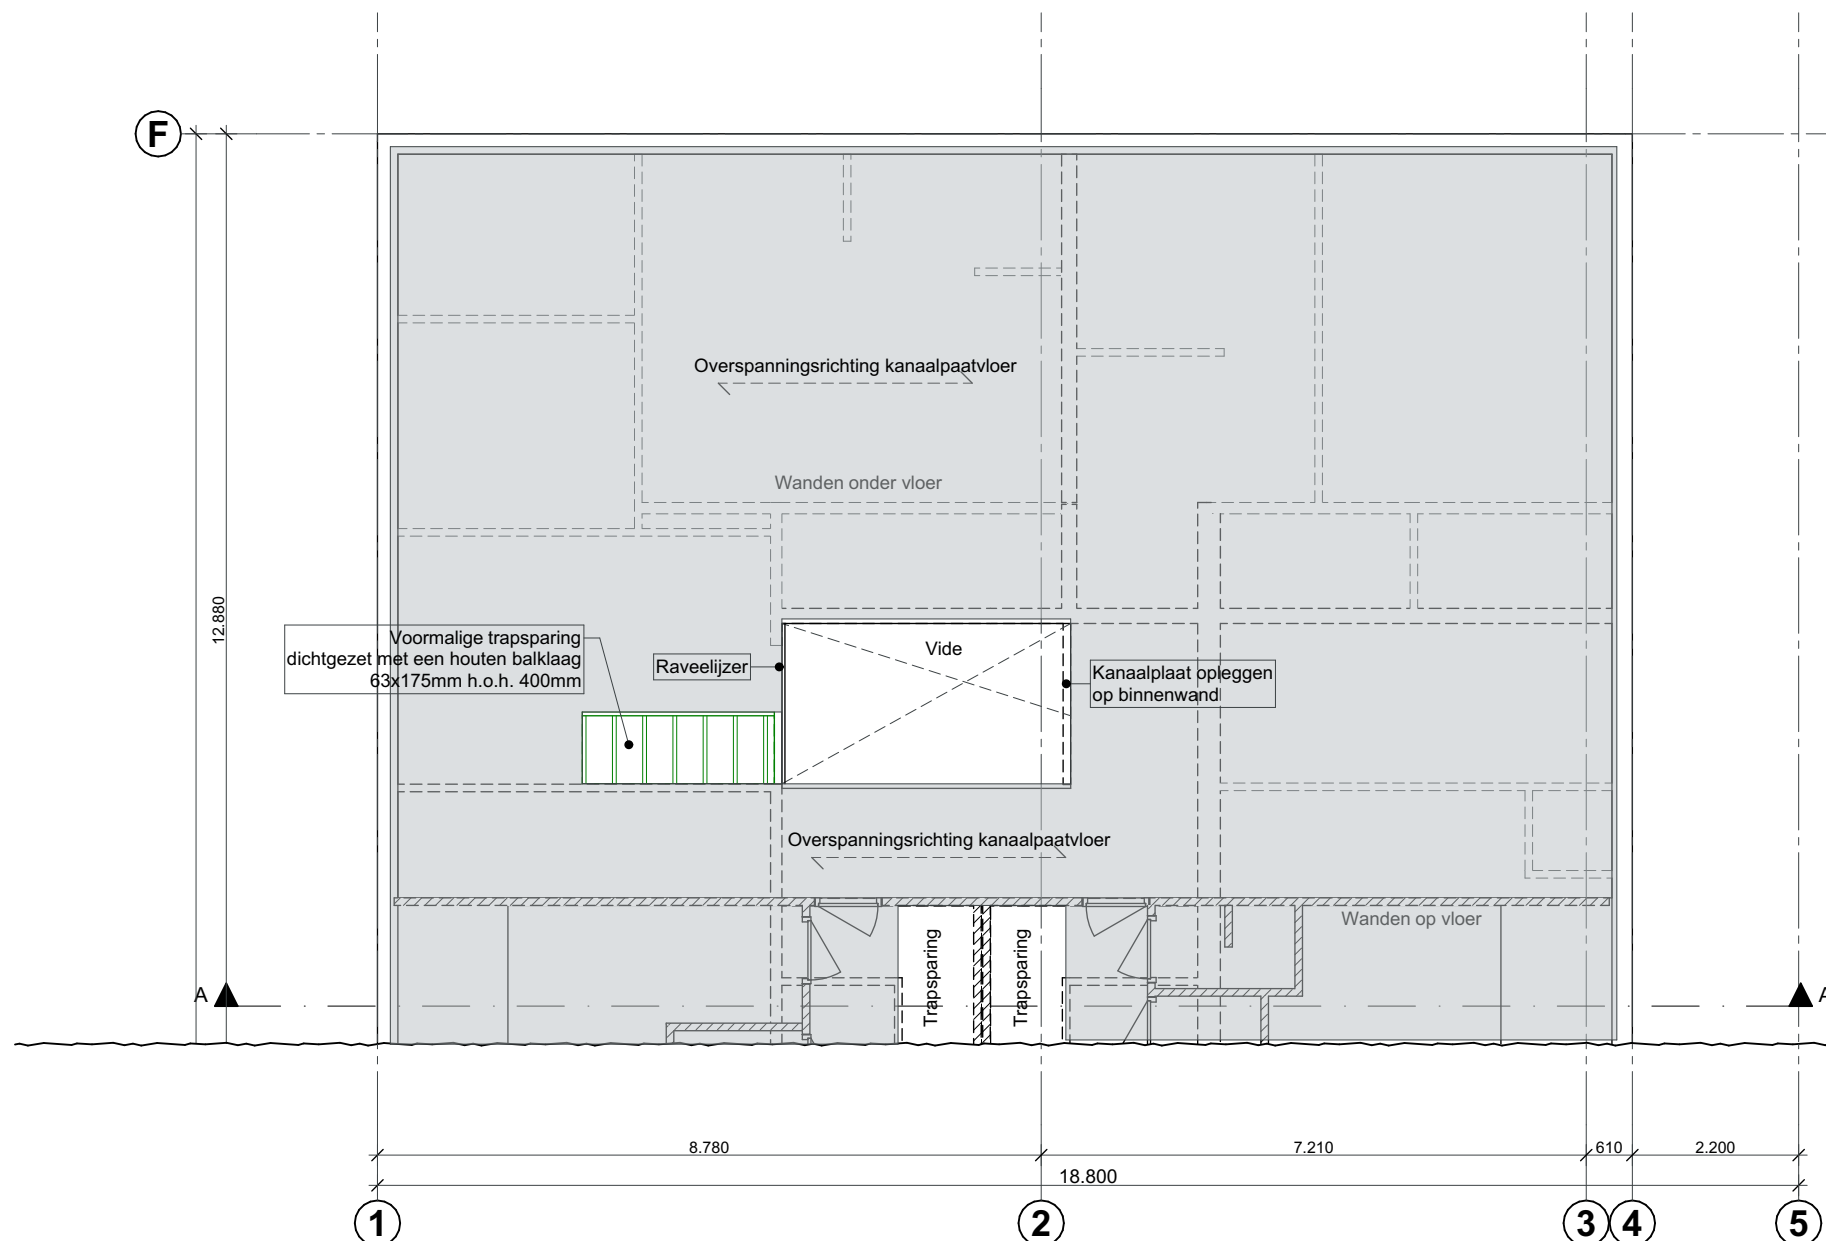 F
12.880
Overspanningsrichting kanaalpaatvloer
Wanden onder vloer
Voormalige trapsparing
dichtgezet met een houten balklaag
63x175mm h.o.h. 400mm
Raveelijzer
Vide
Kanaalplaat opleggen
op binnenwand
Overspanningsrichting kanaalpaatvloer
Wanden op vloer
Trapsparing
Trapsparing
A
A
8.780
7.210
610
2.200
18.800
1
2
3
4
5